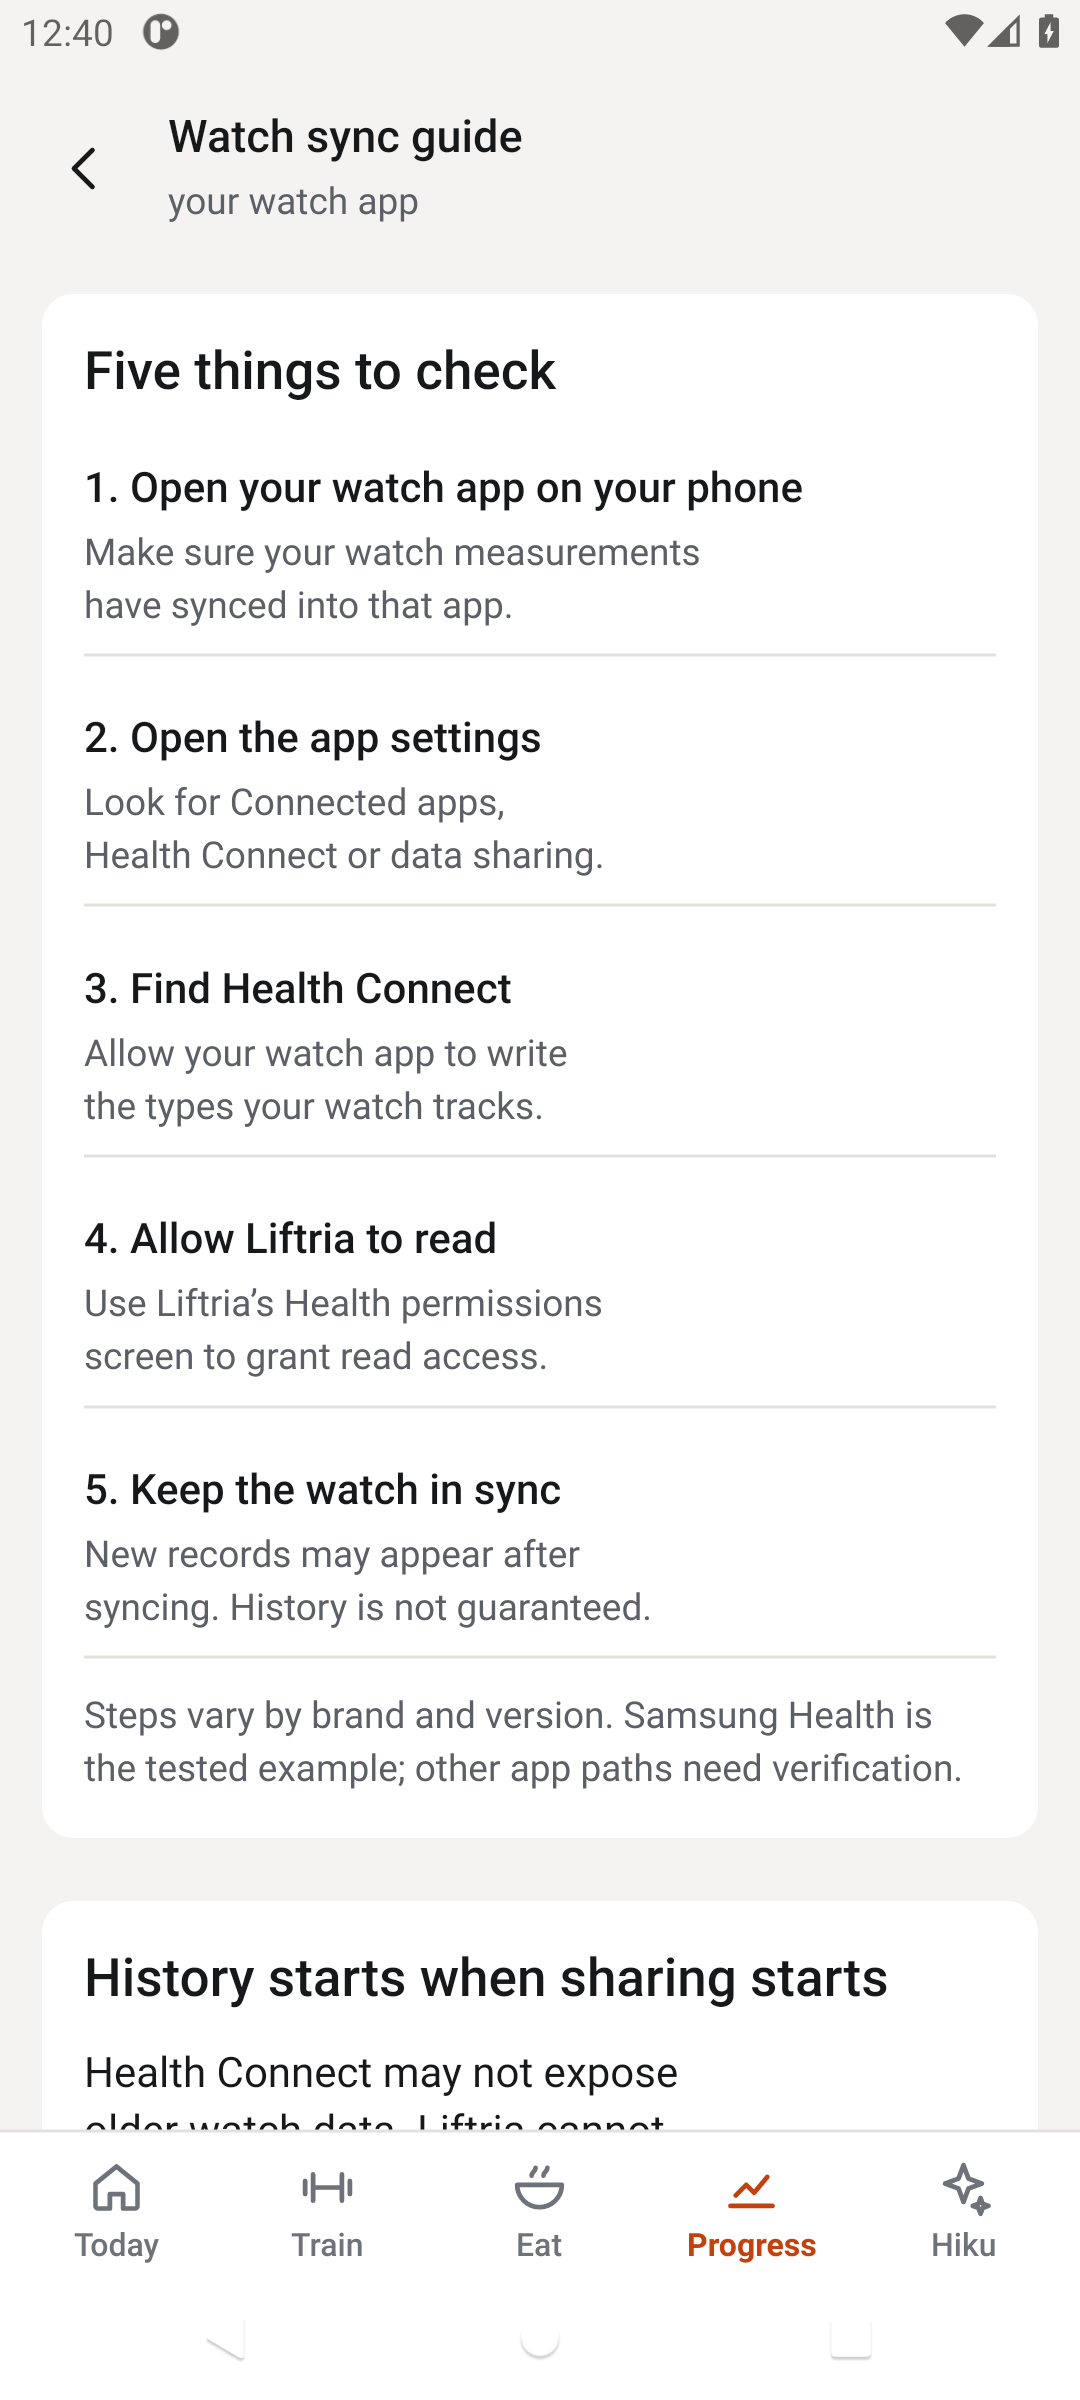 12:40
Watch sync guide
your watch app
Five things to check
1. Open your watch app on your phone
Make sure your watch measurements
have synced into that app.
2. Open the app settings
Look for Connected apps,
Health Connect or data sharing.
3. Find Health Connect
Allow your watch app to write
the types your watch tracks.
4. Allow Liftria to read
Use Liftria’s Health permissions
screen to grant read access.
5. Keep the watch in sync
New records may appear after
syncing. History is not guaranteed.
Steps vary by brand and version. Samsung Health is
the tested example; other app paths need verification.
History starts when sharing starts
Health Connect may not expose
older watch data. Liftria cannot
Today
Train
Eat
Progress
Hiku